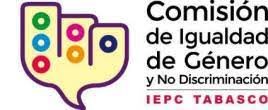 Comisión
de Igualdad
de Género
y No Discriminación
IEPC TABASCO